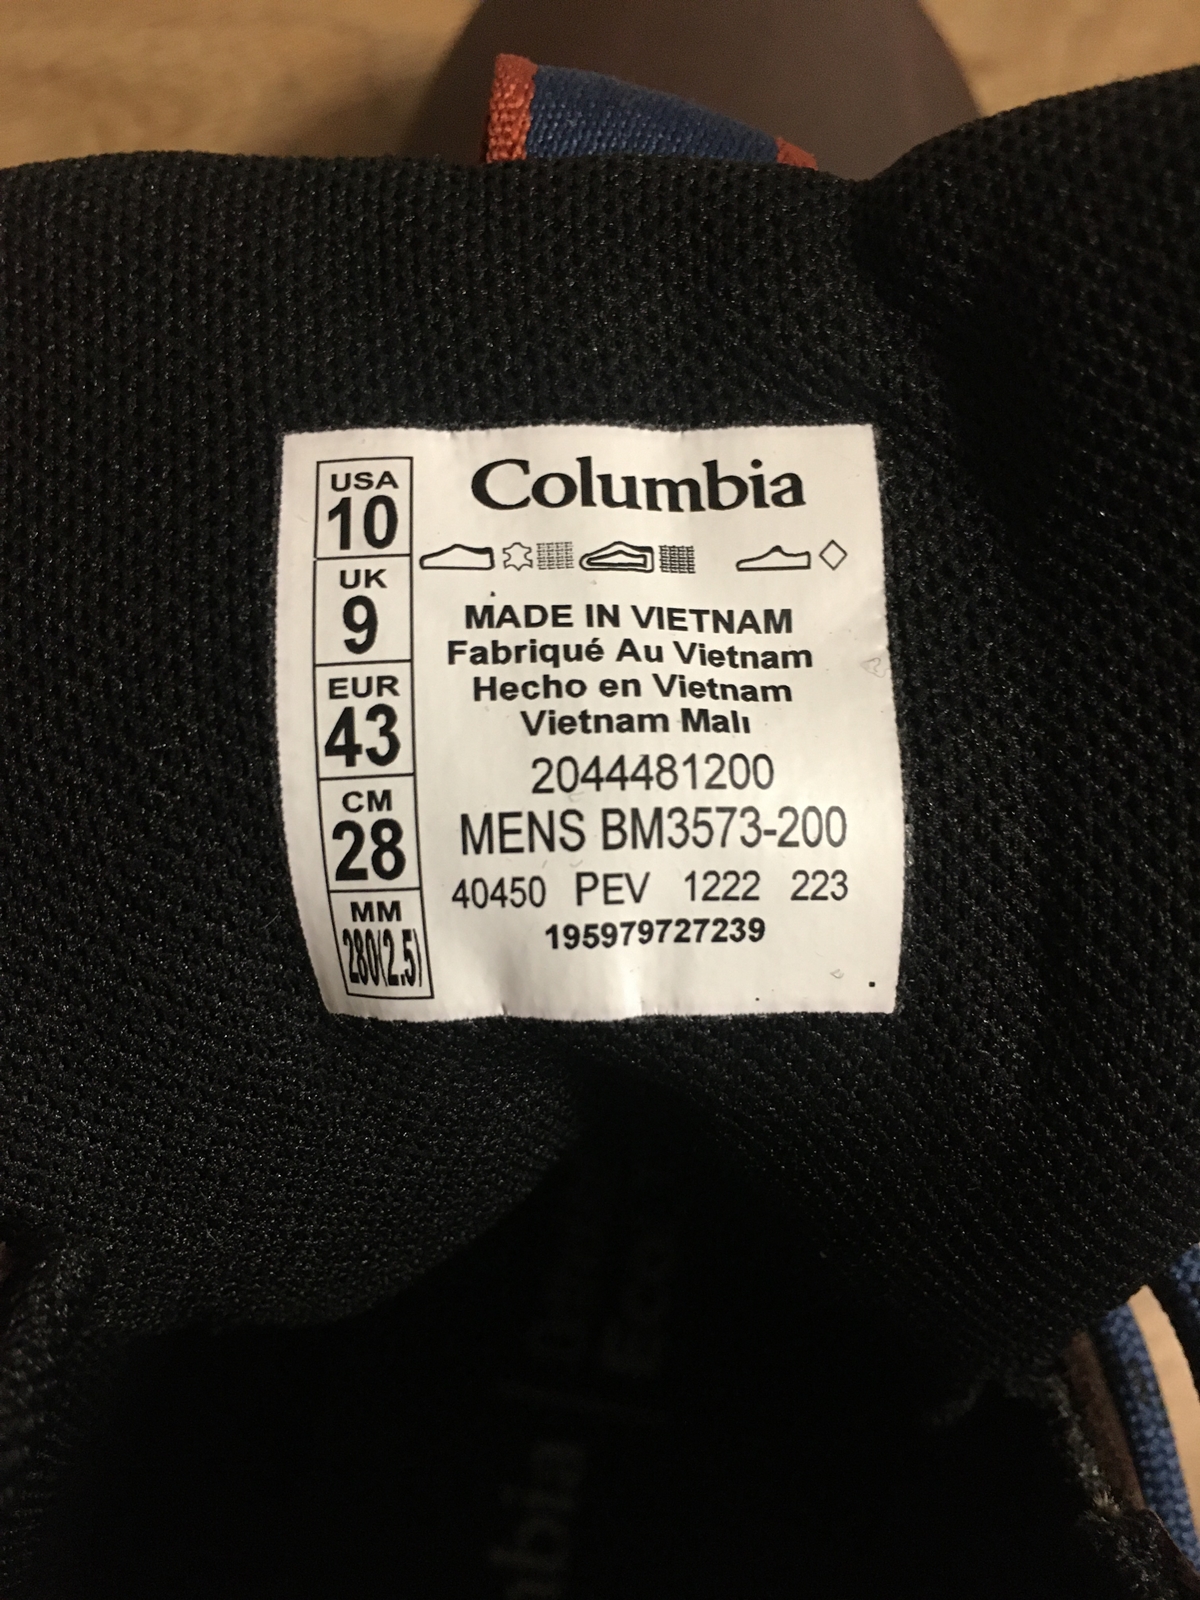 USA
10
UK
9
EUR
43
CM
28
MM
280(2.5)
Columbia
MADE IN VIETNAM
Fabriqué Au Vietnam
Hecho en Vietnam
Vietnam Malı
2044481200
MENS BM3573-200
40450 PEV 1222 223
195979727239